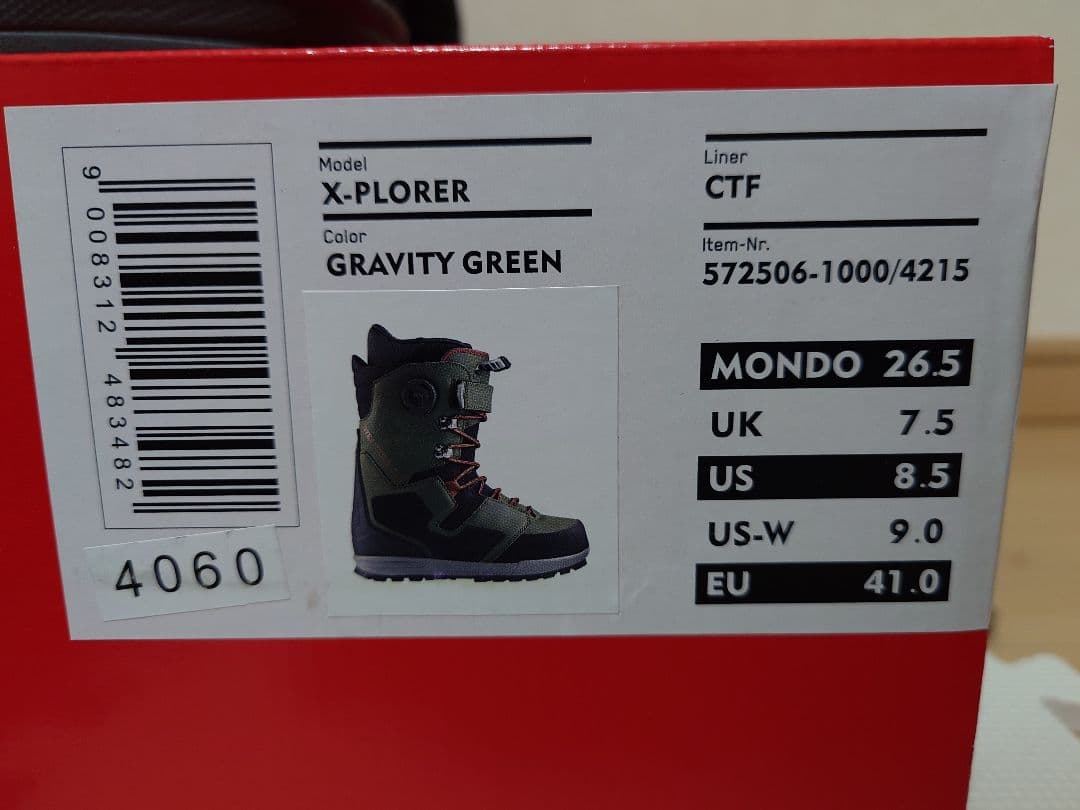 9 008312 483482
4060
Model
X-PLORER
Color
GRAVITY GREEN
Liner
CTF
Item-Nr.
572506-1000/4215
MONDO 26.5
UK 7.5
US 8.5
US-W 9.0
EU 41.0